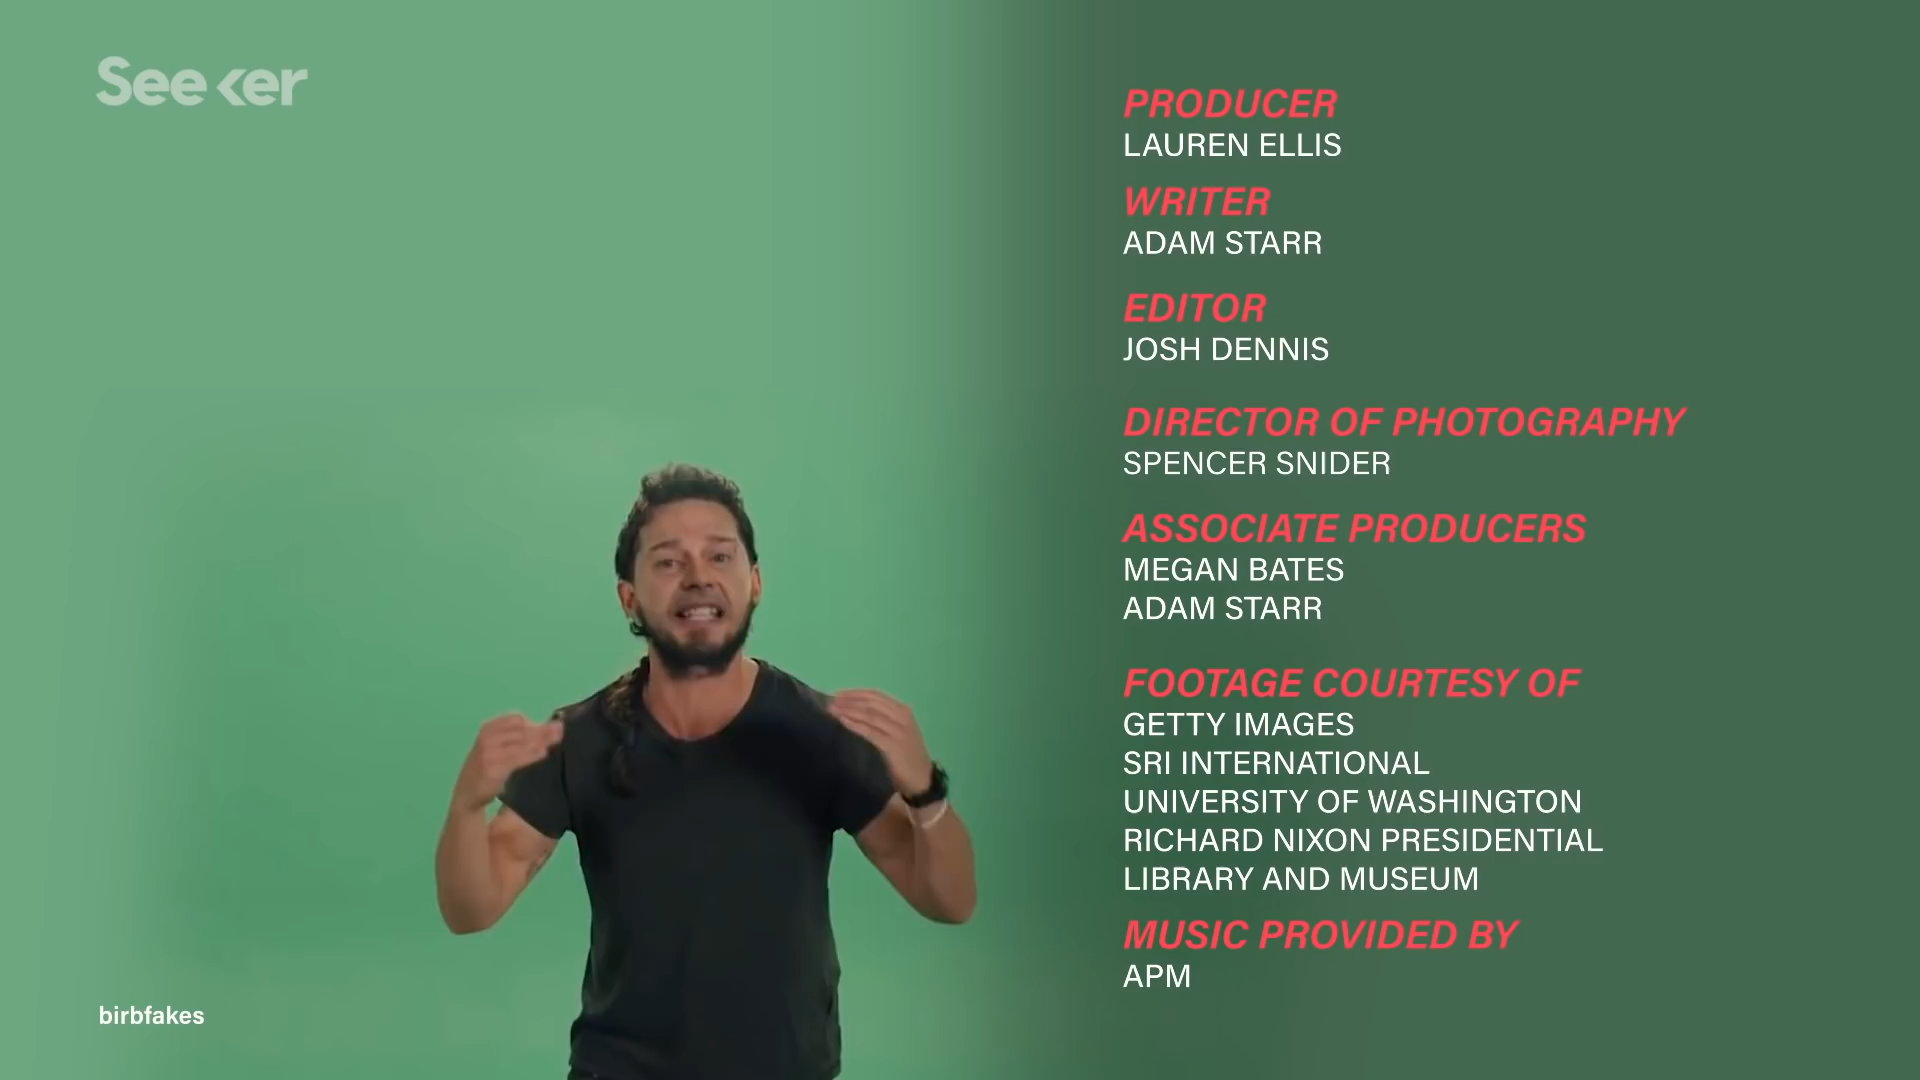 Seeker
PRODUCER
LAUREN ELLIS
WRITER
ADAM STARR
EDITOR
JOSH DENNIS
DIRECTOR OF PHOTOGRAPHY
SPENCER SNIDER
ASSOCIATE PRODUCERS
MEGAN BATES
ADAM STARR
FOOTAGE COURTESY OF
GETTY IMAGES
SRI INTERNATIONAL
UNIVERSITY OF WASHINGTON
RICHARD NIXON PRESIDENTIAL
LIBRARY AND MUSEUM
MUSIC PROVIDED BY
APM
birbfakes